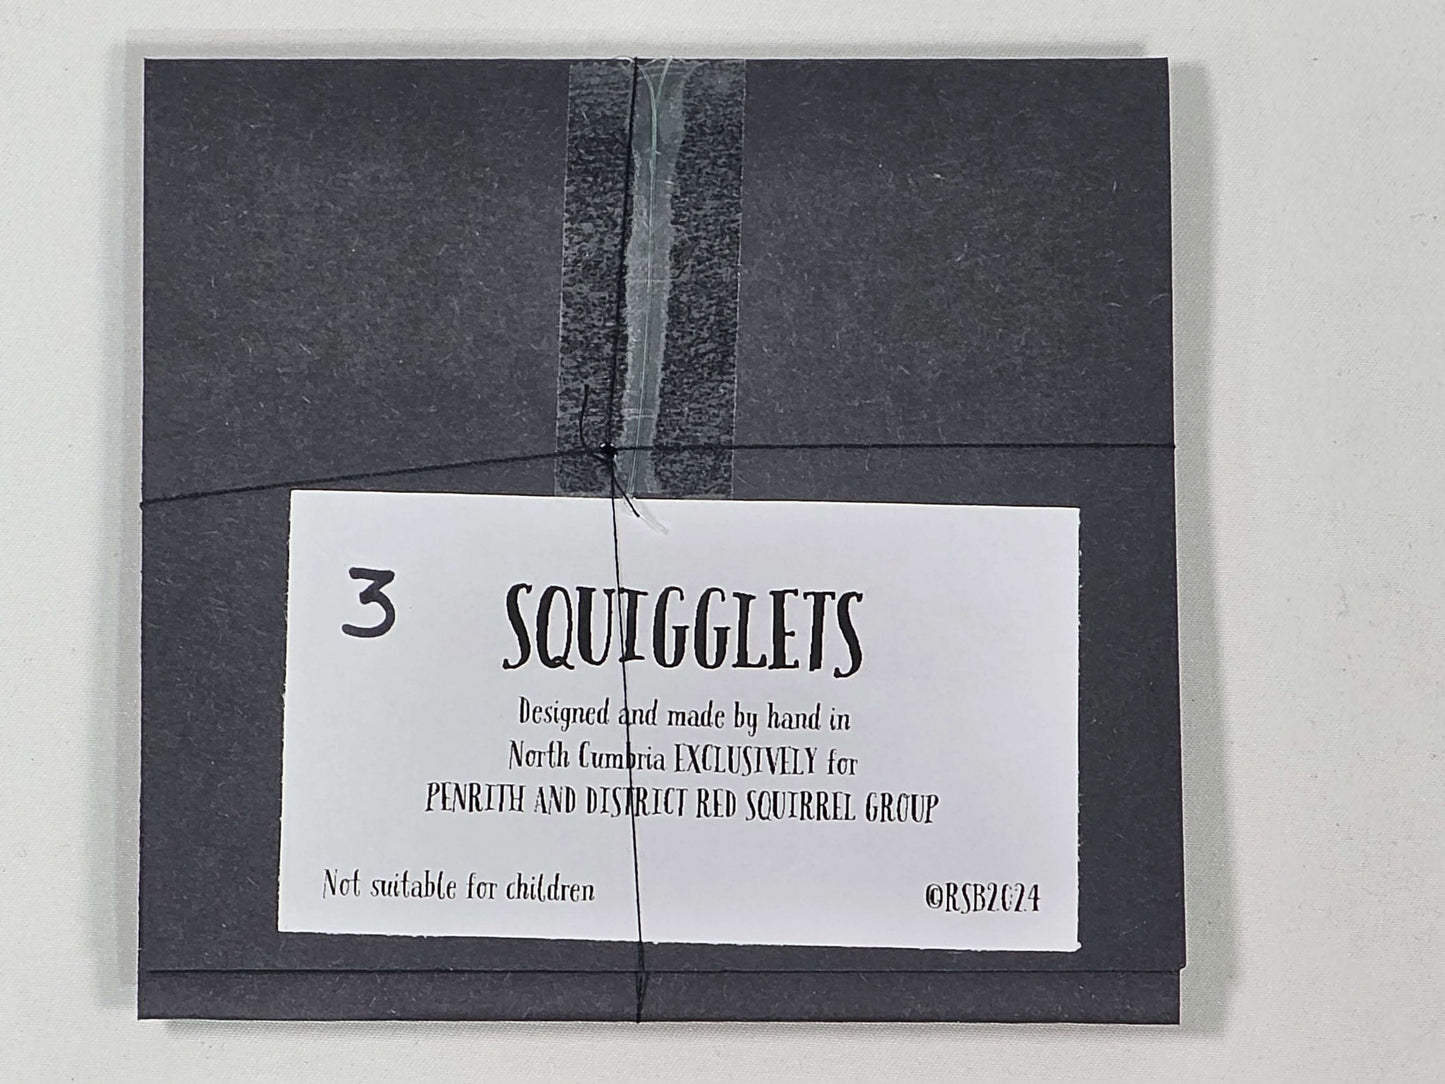 3
SQUIGGLETS
Designed and made by hand in
North Cumbria EXCLUSIVELY for
PENRITH AND DISTRICT RED SQUIRREL GROUP
Not suitable for children
©RSB2024